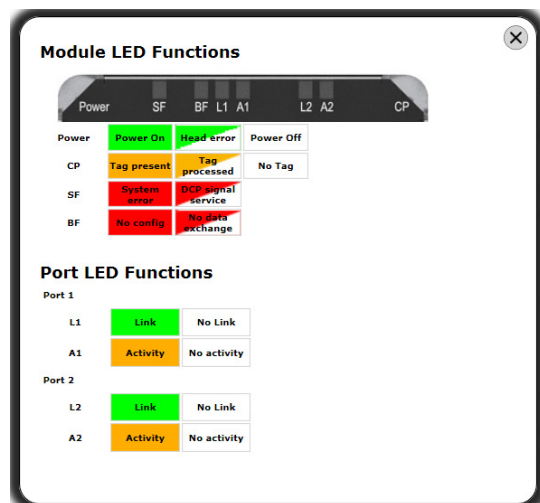 Module LED Functions
Power SF BF L1 A1 L2 A2 CP
Power Power On Head error Power Off
CP Tag present Tag processed No Tag
SF System error DCP signal service
BF No config No data exchange
Port LED Functions
Port 1
L1 Link No Link
A1 Activity No activity
Port 2
L2 Link No Link
A2 Activity No activity